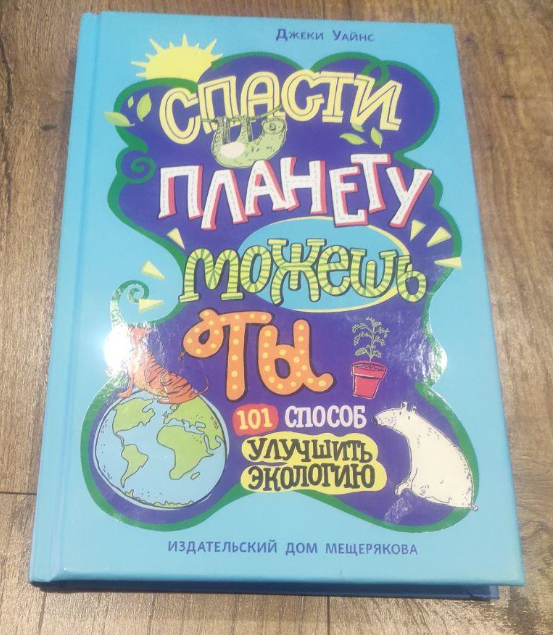 Джеки Уайнс
Спасти
планету
можешь
ты
101 способ
улучшить
экологию
Издательский дом Мещерякова